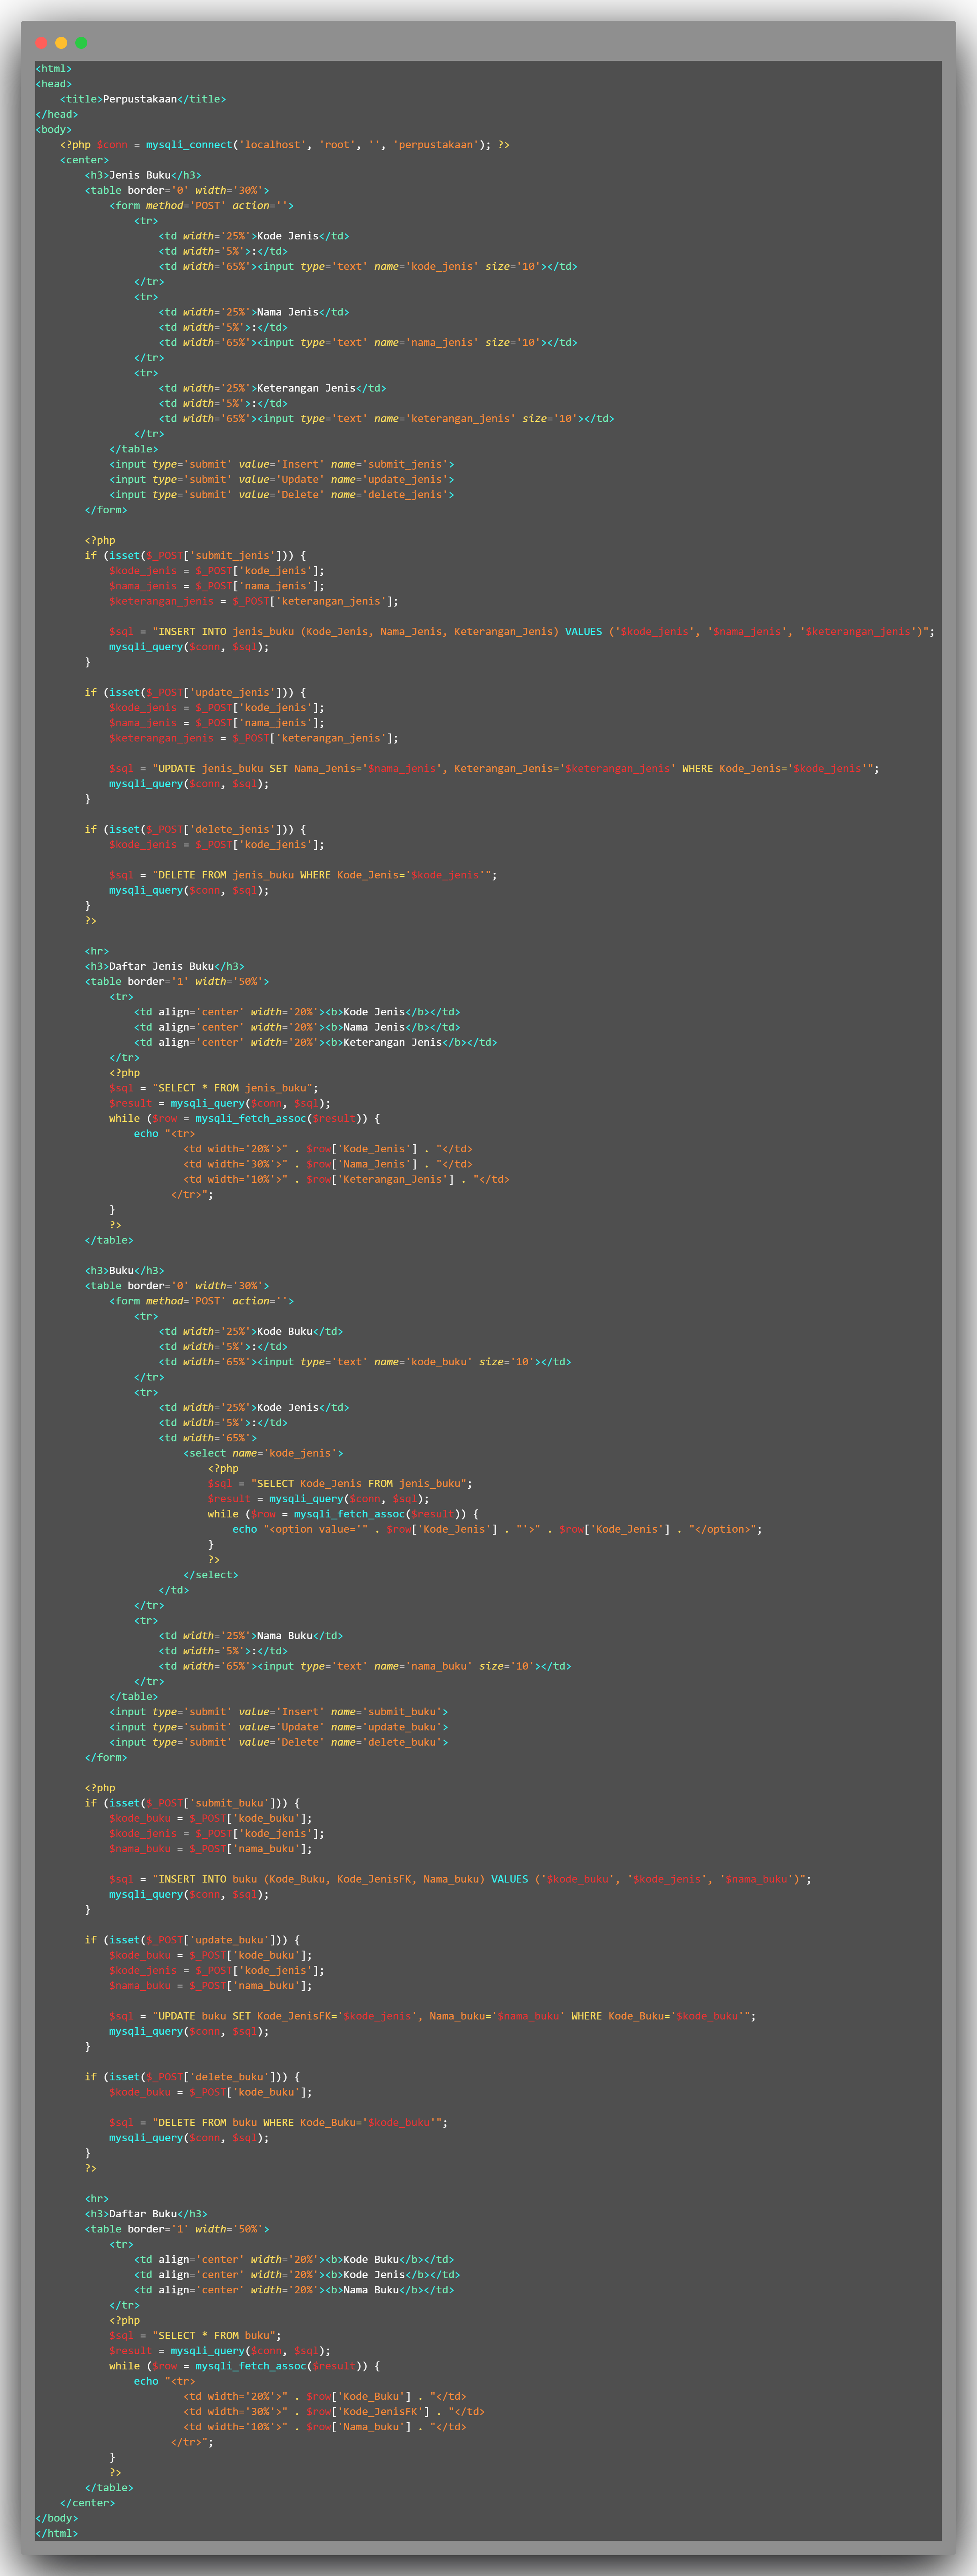 <html>
<head>
    <title>Perpustakaan</title>
</head>
<body>
    <?php $conn = mysqli_connect('localhost', 'root', '', 'perpustakaan'); ?>
    <center>
        <h3>Jenis Buku</h3>
        <table border='0' width='30%'>
            <form method='POST' action=''>
                <tr>
                    <td width='25%'>Kode Jenis</td>
                    <td width='5%'>:</td>
                    <td width='65%'><input type='text' name='kode_jenis' size='10'></td>
                </tr>
                <tr>
                    <td width='25%'>Nama Jenis</td>
                    <td width='5%'>:</td>
                    <td width='65%'><input type='text' name='nama_jenis' size='10'></td>
                </tr>
                <tr>
                    <td width='25%'>Keterangan Jenis</td>
                    <td width='5%'>:</td>
                    <td width='65%'><input type='text' name='keterangan_jenis' size='10'></td>
                </tr>
            </table>
            <input type='submit' value='Insert' name='submit_jenis'>
            <input type='submit' value='Update' name='update_jenis'>
            <input type='submit' value='Delete' name='delete_jenis'>
        </form>

        <?php
        if (isset($_POST['submit_jenis'])) {
            $kode_jenis = $_POST['kode_jenis'];
            $nama_jenis = $_POST['nama_jenis'];
            $keterangan_jenis = $_POST['keterangan_jenis'];

            $sql = "INSERT INTO jenis_buku (Kode_Jenis, Nama_Jenis, Keterangan_Jenis) VALUES ('$kode_jenis', '$nama_jenis', '$keterangan_jenis')";
            mysqli_query($conn, $sql);
        }

        if (isset($_POST['update_jenis'])) {
            $kode_jenis = $_POST['kode_jenis'];
            $nama_jenis = $_POST['nama_jenis'];
            $keterangan_jenis = $_POST['keterangan_jenis'];

            $sql = "UPDATE jenis_buku SET Nama_Jenis='$nama_jenis', Keterangan_Jenis='$keterangan_jenis' WHERE Kode_Jenis='$kode_jenis'";
            mysqli_query($conn, $sql);
        }

        if (isset($_POST['delete_jenis'])) {
            $kode_jenis = $_POST['kode_jenis'];

            $sql = "DELETE FROM jenis_buku WHERE Kode_Jenis='$kode_jenis'";
            mysqli_query($conn, $sql);
        }
        ?>

        <hr>
        <h3>Daftar Jenis Buku</h3>
        <table border='1' width='50%'>
            <tr>
                <td align='center' width='20%'><b>Kode Jenis</b></td>
                <td align='center' width='20%'><b>Nama Jenis</b></td>
                <td align='center' width='20%'><b>Keterangan Jenis</b></td>
            </tr>
            <?php
            $sql = "SELECT * FROM jenis_buku";
            $result = mysqli_query($conn, $sql);
            while ($row = mysqli_fetch_assoc($result)) {
                echo "<tr>
                        <td width='20%'>" . $row['Kode_Jenis'] . "</td>
                        <td width='30%'>" . $row['Nama_Jenis'] . "</td>
                        <td width='10%'>" . $row['Keterangan_Jenis'] . "</td>
                      </tr>";
            }
            ?>
        </table>

        <h3>Buku</h3>
        <table border='0' width='30%'>
            <form method='POST' action=''>
                <tr>
                    <td width='25%'>Kode Buku</td>
                    <td width='5%'>:</td>
                    <td width='65%'><input type='text' name='kode_buku' size='10'></td>
                </tr>
                <tr>
                    <td width='25%'>Kode Jenis</td>
                    <td width='5%'>:</td>
                    <td width='65%'>
                        <select name='kode_jenis'>
                            <?php
                            $sql = "SELECT Kode_Jenis FROM jenis_buku";
                            $result = mysqli_query($conn, $sql);
                            while ($row = mysqli_fetch_assoc($result)) {
                                echo "<option value='" . $row['Kode_Jenis'] . "'>" . $row['Kode_Jenis'] . "</option>";
                            }
                            ?>
                        </select>
                    </td>
                </tr>
                <tr>
                    <td width='25%'>Nama Buku</td>
                    <td width='5%'>:</td>
                    <td width='65%'><input type='text' name='nama_buku' size='10'></td>
                </tr>
            </table>
            <input type='submit' value='Insert' name='submit_buku'>
            <input type='submit' value='Update' name='update_buku'>
            <input type='submit' value='Delete' name='delete_buku'>
        </form>

        <?php
        if (isset($_POST['submit_buku'])) {
            $kode_buku = $_POST['kode_buku'];
            $kode_jenis = $_POST['kode_jenis'];
            $nama_buku = $_POST['nama_buku'];

            $sql = "INSERT INTO buku (Kode_Buku, Kode_JenisFK, Nama_buku) VALUES ('$kode_buku', '$kode_jenis', '$nama_buku')";
            mysqli_query($conn, $sql);
        }

        if (isset($_POST['update_buku'])) {
            $kode_buku = $_POST['kode_buku'];
            $kode_jenis = $_POST['kode_jenis'];
            $nama_buku = $_POST['nama_buku'];

            $sql = "UPDATE buku SET Kode_JenisFK='$kode_jenis', Nama_buku='$nama_buku' WHERE Kode_Buku='$kode_buku'";
            mysqli_query($conn, $sql);
        }

        if (isset($_POST['delete_buku'])) {
            $kode_buku = $_POST['kode_buku'];

            $sql = "DELETE FROM buku WHERE Kode_Buku='$kode_buku'";
            mysqli_query($conn, $sql);
        }
        ?>

        <hr>
        <h3>Daftar Buku</h3>
        <table border='1' width='50%'>
            <tr>
                <td align='center' width='20%'><b>Kode Buku</b></td>
                <td align='center' width='20%'><b>Kode Jenis</b></td>
                <td align='center' width='20%'><b>Nama Buku</b></td>
            </tr>
            <?php
            $sql = "SELECT * FROM buku";
            $result = mysqli_query($conn, $sql);
            while ($row = mysqli_fetch_assoc($result)) {
                echo "<tr>
                        <td width='20%'>" . $row['Kode_Buku'] . "</td>
                        <td width='30%'>" . $row['Kode_JenisFK'] . "</td>
                        <td width='10%'>" . $row['Nama_buku'] . "</td>
                      </tr>";
            }
            ?>
        </table>
    </center>
</body>
</html>